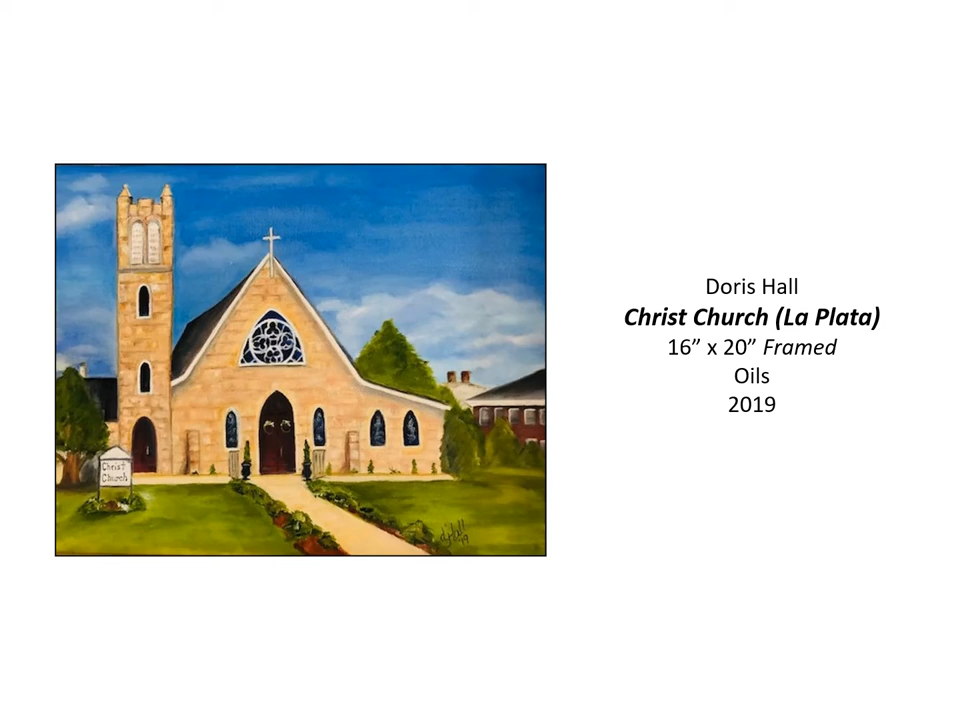 Christ
Church
Doris Hall
Christ Church (La Plata)
16” x 20” Framed
Oils
2019